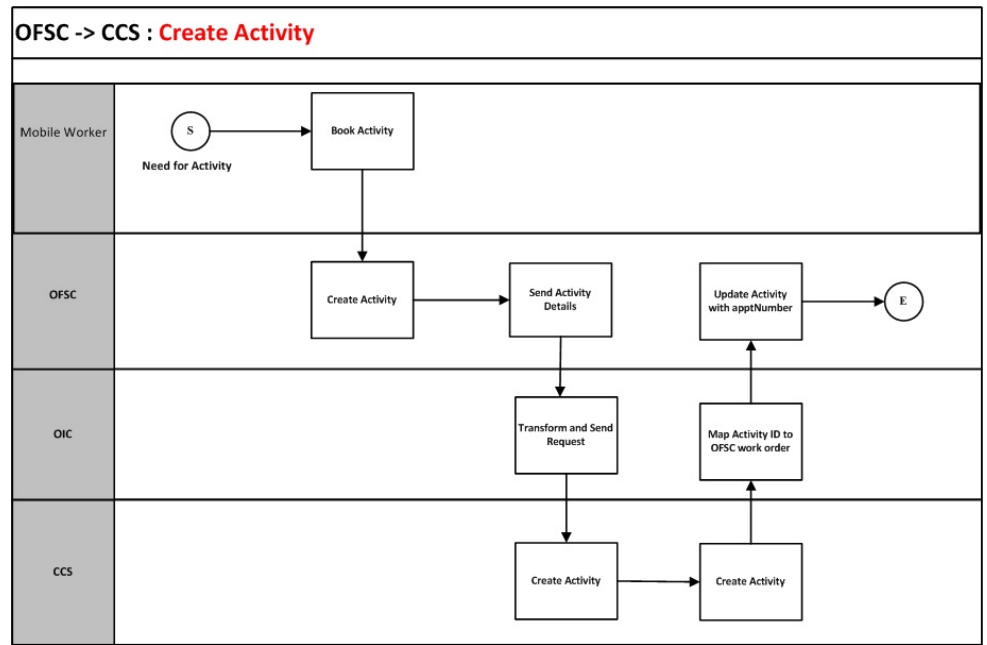 OFSC -> CCS : Create Activity
Mobile Worker
S
Need for Activity
Book Activity
OFSC
Create Activity
Send Activity
Details
Update Activity
with apptNumber
E
OIC
Transform and Send
Request
Map Activity ID to
OFSC work order
CCS
Create Activity
Create Activity